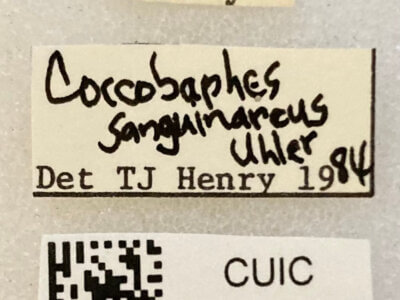 Coccobaphes
sanguinareus
Uhler
Det TJ Henry 1984
CUIC